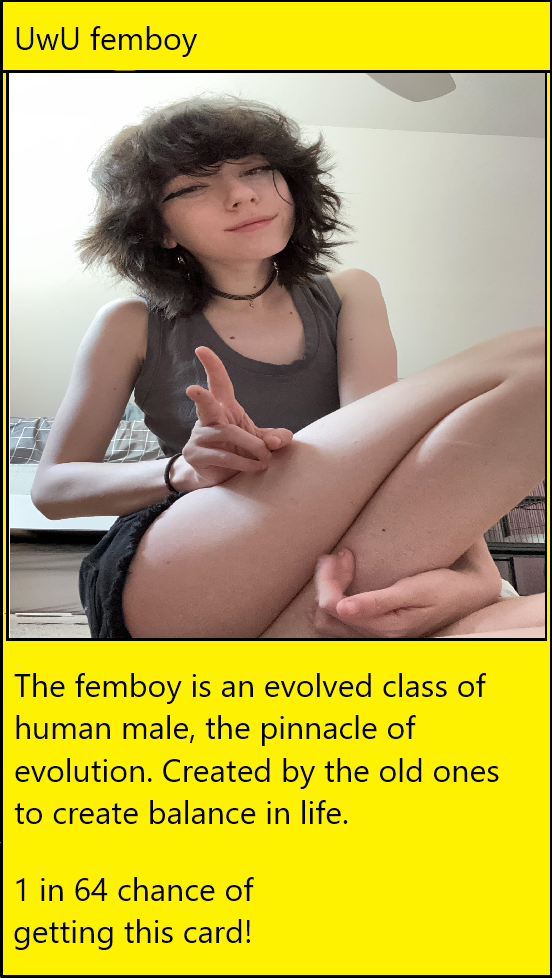 UwU femboy
The femboy is an evolved class of
human male, the pinnacle of
evolution. Created by the old ones
to create balance in life.
1 in 64 chance of
getting this card!